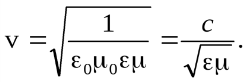 v = √(1 / ε₀μ₀εμ) = c / √εμ.